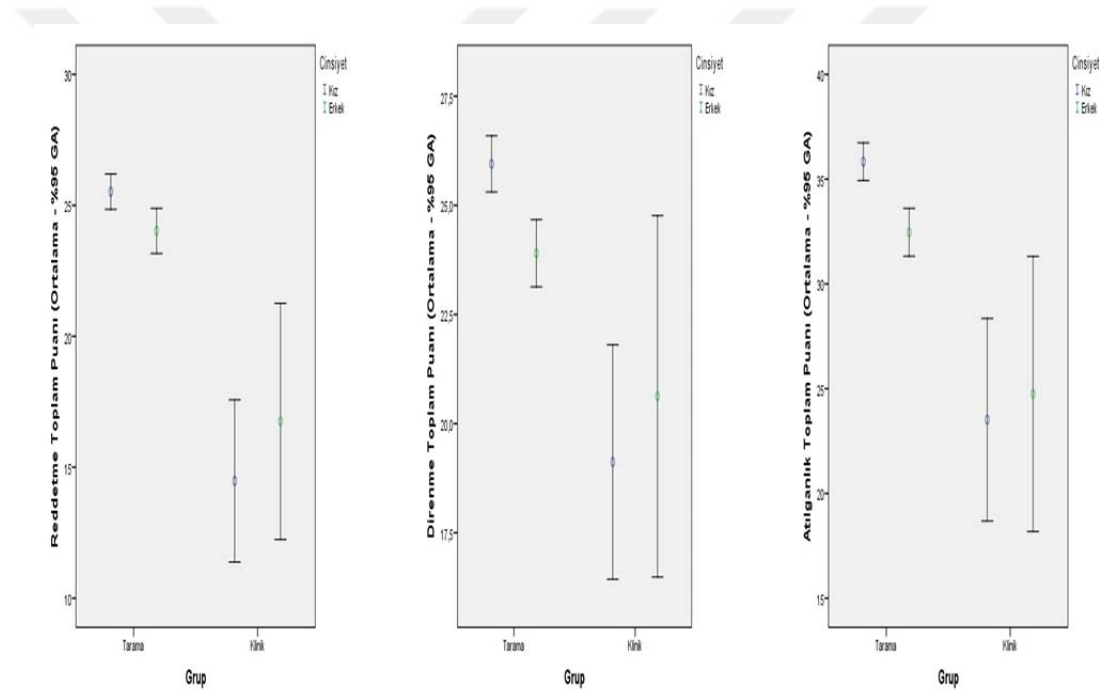 Reddetme Toplam Puanı (Ortalama - %95 GA)
30
25
20
15
10
Tarama
Klinik
Grup
Cinsiyet
Kız
Erkek
Direnme Toplam Puanı (Ortalama - %95 GA)
27,5
25,0
22,5
20,0
17,5
Tarama
Klinik
Grup
Cinsiyet
Kız
Erkek
Atılganlık Toplam Puanı (Ortalama - %95 GA)
40
35
30
25
20
15
Tarama
Klinik
Grup
Cinsiyet
Kız
Erkek